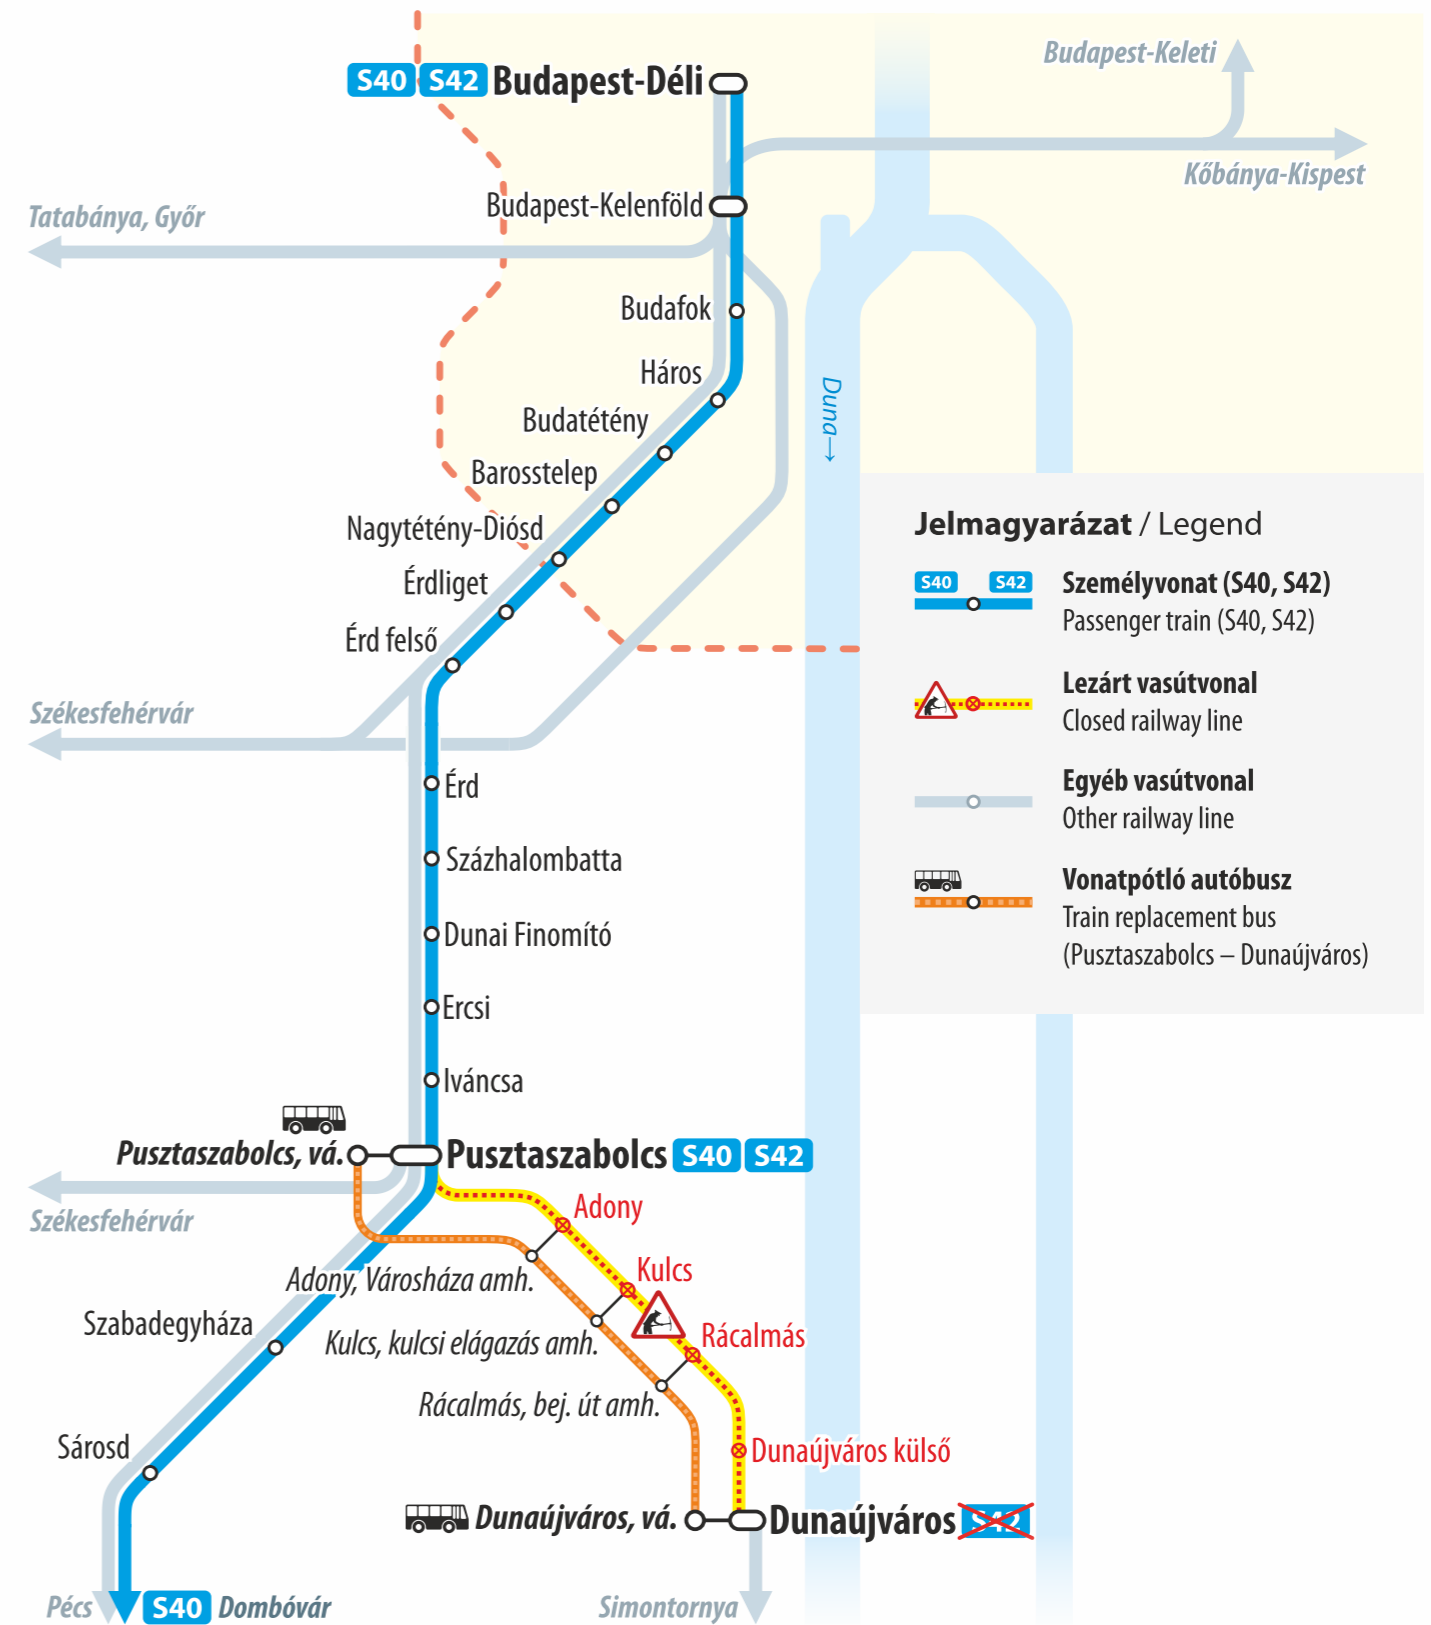 S40 S42 Budapest-Déli
Budapest-Keleti
Kőbánya-Kispest
Budapest-Kelenföld
Tatabánya, Győr
Budafok
Háros
Duna→
Budatétény
Barosstelep
Nagytétény-Diósd
Érdliget
Érd felső
Székesfehérvár
Érd
Százhalombatta
Dunai Finomító
Ercsi
Iváncsa
Pusztaszabolcs, vá.
Pusztaszabolcs S40 S42
Székesfehérvár
Adony
Adony, Városháza amh.
Kulcs
Kulcs, kulcsi elágazás amh.
Szabadegyháza
Rácalmás
Rácalmás, bej. út amh.
Sárosd
Dunaújváros külső
Dunaújváros, vá.
Dunaújváros S42
Pécs
S40 Dombóvár
Simontornya
Jelmagyarázat / Legend
S40 S42
Személyvonat (S40, S42)
Passenger train (S40, S42)
Lezárt vasútvonal
Closed railway line
Egyéb vasútvonal
Other railway line
Vonatpótló autóbusz
Train replacement bus
(Pusztaszabolcs – Dunaújváros)